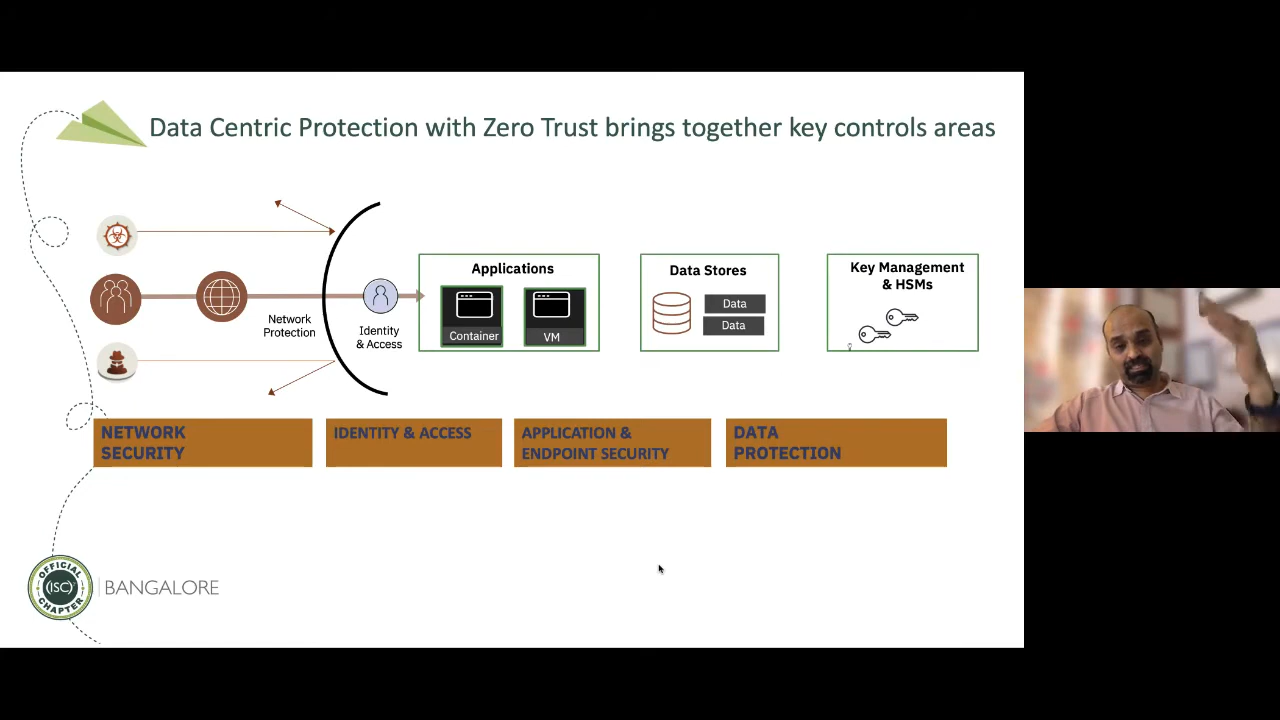 Data Centric Protection with Zero Trust brings together key controls areas
Network
Protection
Identity
& Access
Applications
Container
VM
Data Stores
Data
Data
Key Management
& HSMs
NETWORK
SECURITY
IDENTITY & ACCESS
APPLICATION &
ENDPOINT SECURITY
DATA
PROTECTION
OFFICIAL
(ISC)²
CHAPTER
BANGALORE